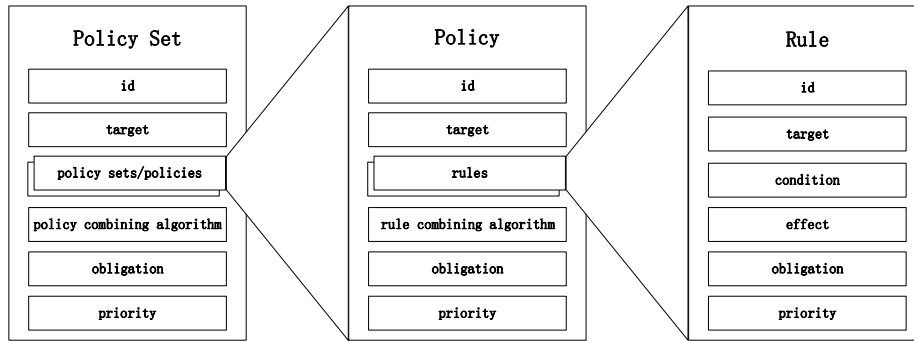 Policy Set
id
target
policy sets/policies
policy combining algorithm
obligation
priority
Policy
id
target
rules
rule combining algorithm
obligation
priority
Rule
id
target
condition
effect
obligation
priority